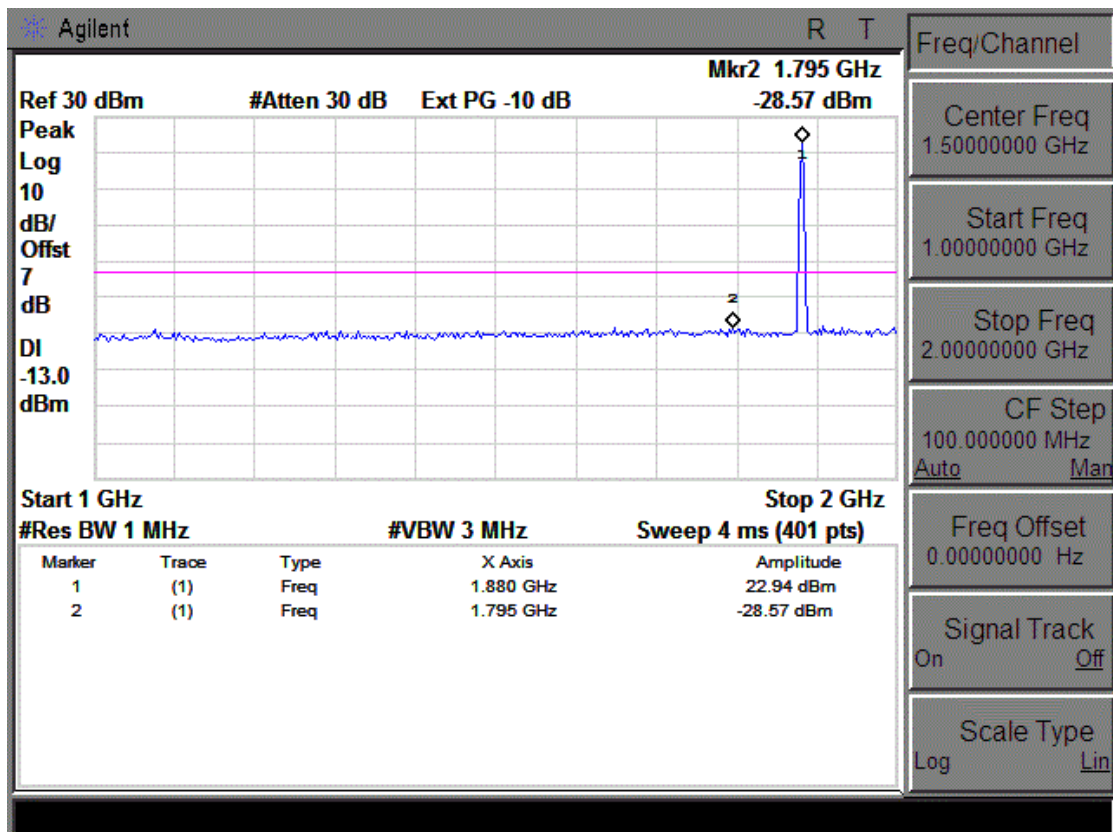 Agilent R T
Mkr2 1.795 GHz
Ref 30 dBm #Atten 30 dB Ext PG -10 dB -28.57 dBm
Peak
Log
10
dB/
Offst
7
dB
DI
-13.0
dBm
1
2
Start 1 GHz Stop 2 GHz
#Res BW 1 MHz #VBW 3 MHz Sweep 4 ms (401 pts)
Marker Trace Type X Axis Amplitude
1 (1) Freq 1.880 GHz 22.94 dBm
2 (1) Freq 1.795 GHz -28.57 dBm
Freq/Channel
Center Freq
1.50000000 GHz
Start Freq
1.00000000 GHz
Stop Freq
2.00000000 GHz
CF Step
100.000000 MHz
Auto Man
Freq Offset
0.00000000 Hz
Signal Track
On Off
Scale Type
Log Lin